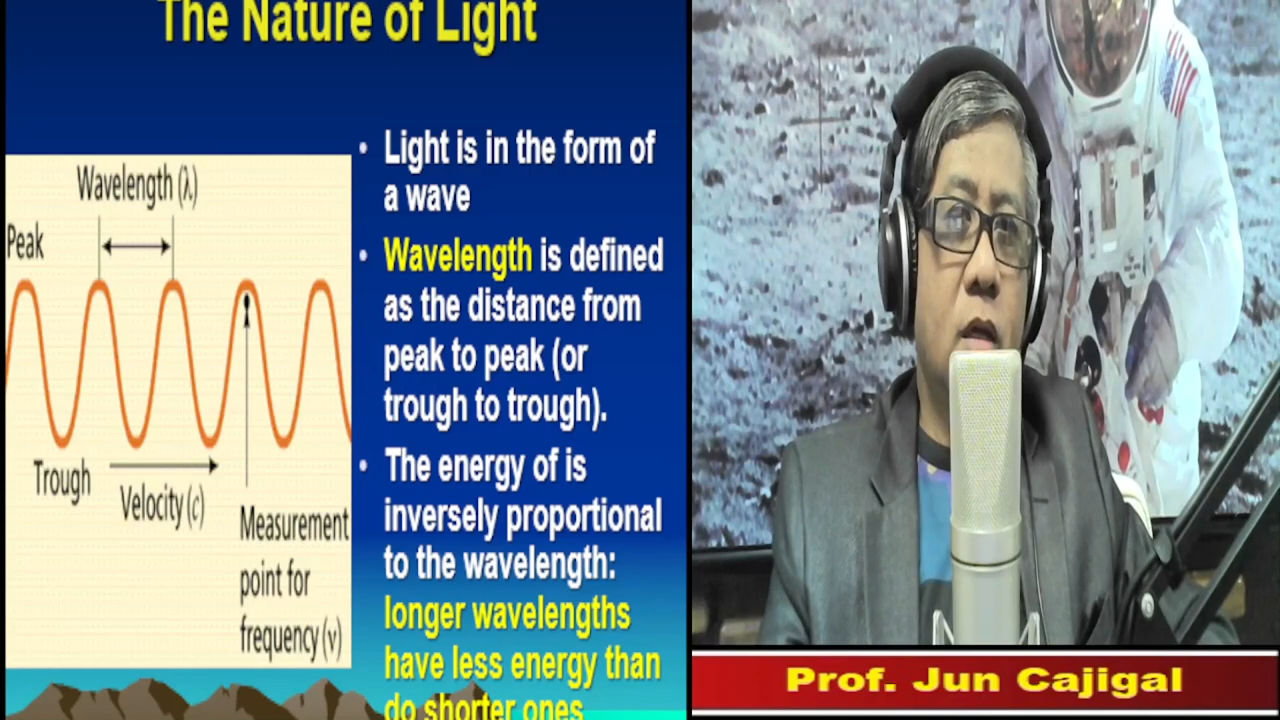 The Nature of Light
Wavelength (λ)
Peak
Trough
Velocity (c)
Measurement
point for
frequency (ν)
• Light is in the form of
a wave
• Wavelength is defined
as the distance from
peak to peak (or
trough to trough).
• The energy of is
inversely proportional
to the wavelength:
longer wavelengths
have less energy than
do shorter ones
Prof. Jun Cajigal